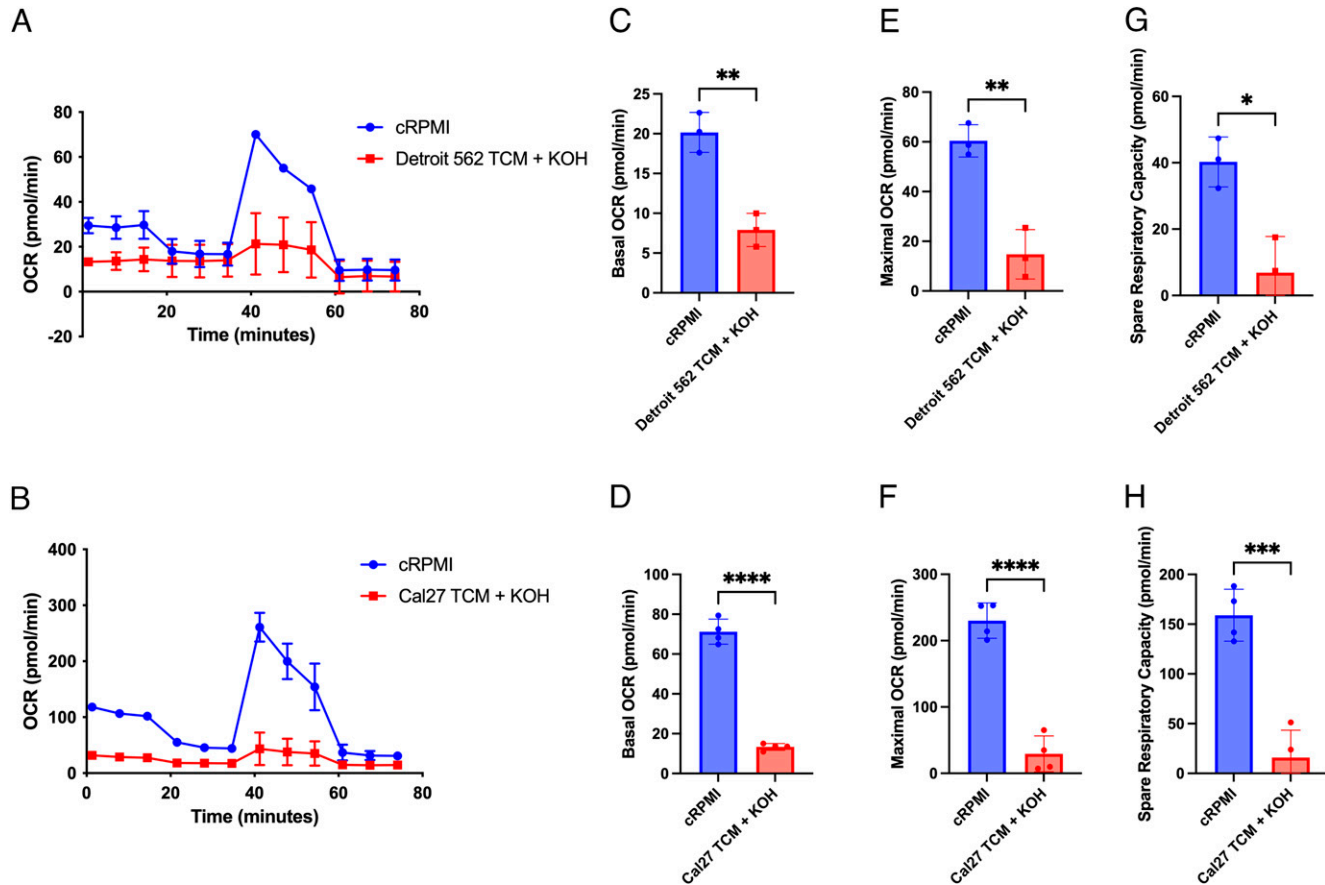 A
OCR (pmol/min)
80
60
40
20
0
-20
20
40
60
80
Time (minutes)
cRPMI
Detroit 562 TCM + KOH
C
Basal OCR (pmol/min)
25
20
15
10
5
0
**
cRPMI
Detroit 562 TCM + KOH
E
Maximal OCR (pmol/min)
80
60
40
20
0
**
cRPMI
Detroit 562 TCM + KOH
G
Spare Respiratory Capacity (pmol/min)
60
40
20
0
*
cRPMI
Detroit 562 TCM + KOH
B
OCR (pmol/min)
400
300
200
100
0
0
20
40
60
80
Time (minutes)
cRPMI
Cal27 TCM + KOH
D
Basal OCR (pmol/min)
100
80
60
40
20
0
****
cRPMI
Cal27 TCM + KOH
F
Maximal OCR (pmol/min)
300
200
100
0
****
cRPMI
Cal27 TCM + KOH
H
Spare Respiratory Capacity (pmol/min)
200
150
100
50
0
***
cRPMI
Cal27 TCM + KOH